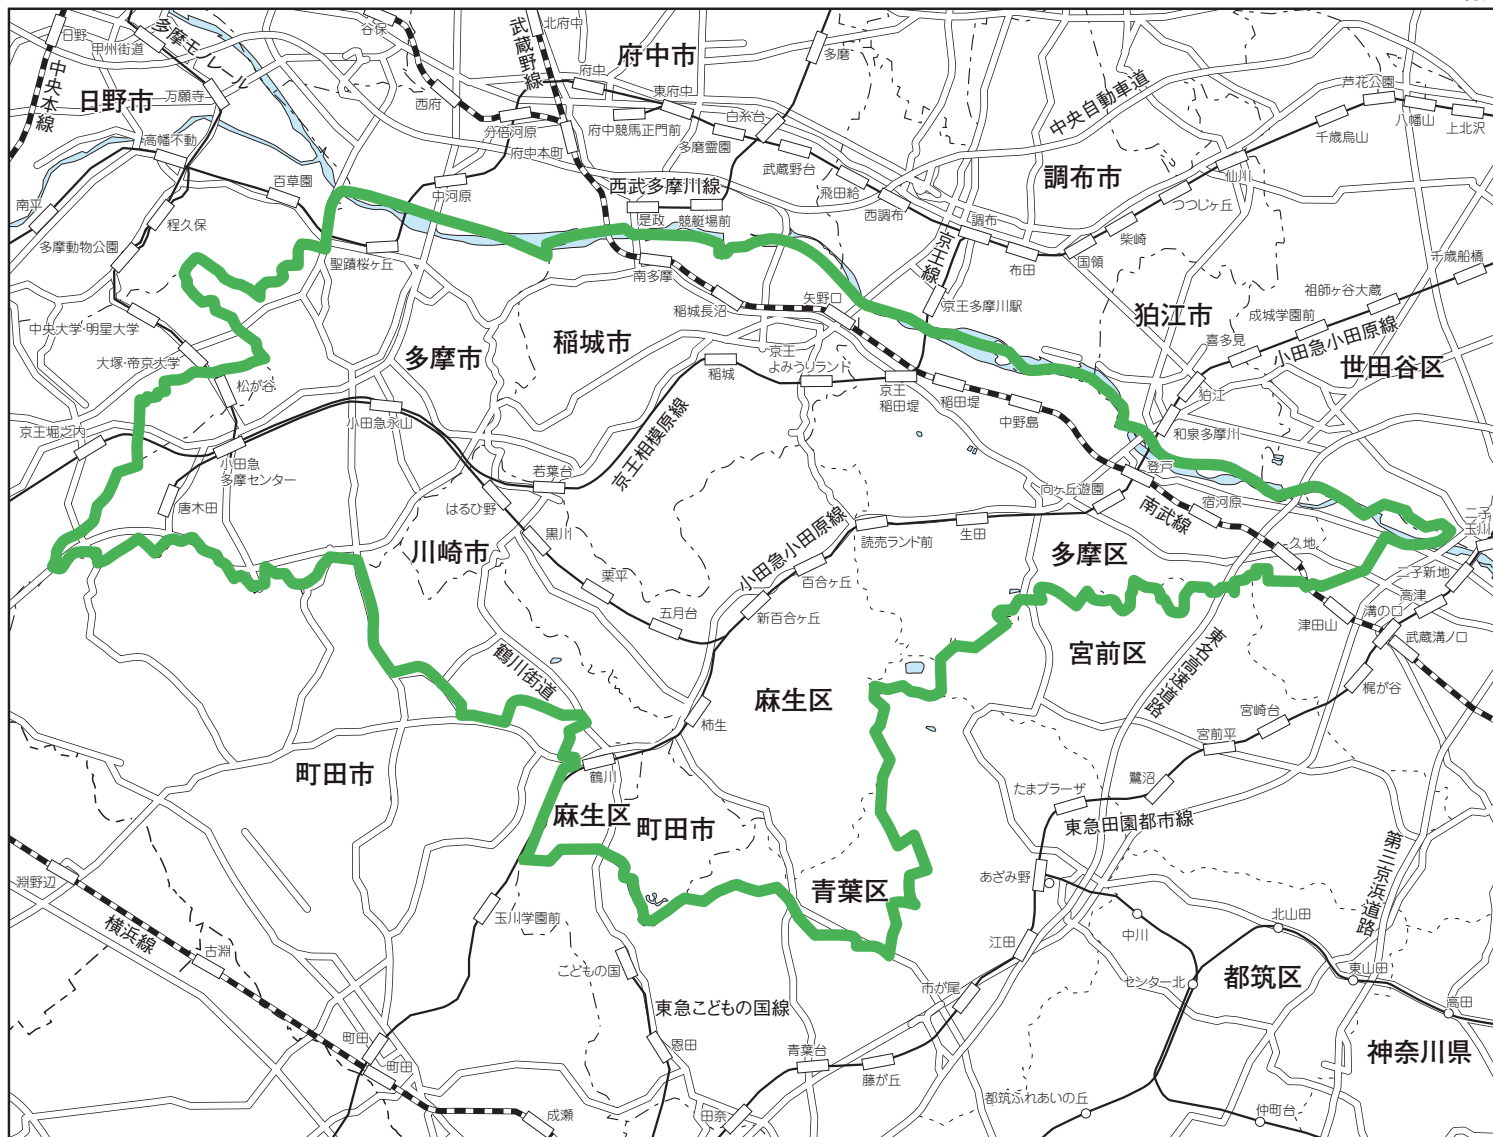 日野
甲州街道
多摩モノレール
谷保
武蔵野線
北府中
府中市
多磨
中央本線
日野市
万願寺
西府
府中
東府中
分倍河原
府中競馬正門前
白糸台
中央自動車道
芦花公園
八幡山
上北沢
千歳烏山
高幡不動
府中本町
多磨霊園
武蔵野台
調布市
仙川
百草園
中河原
西武多摩川線
飛田給
西調布
つつじヶ丘
南平
程久保
是政
競艇場前
調布
柴崎
多摩動物公園
聖蹟桜ヶ丘
南多摩
京王線
布田
国領
千歳船橋
稲城長沼
矢野口
京王多摩川駅
狛江市
祖師ヶ谷大蔵
成城学園前
中央大学・明星大学
多摩市
稲城市
喜多見
小田急小田原線
世田谷区
大塚・帝京大学
松が谷
稲城
京王
よみうりランド
京王
稲田堤
稲田堤
中野島
狛江
和泉多摩川
京王堀之内
小田急永山
京王相模原線
小田急
多摩センター
若葉台
登戸
向ヶ丘遊園
宿河原
唐木田
はるひ野
黒川
川崎市
小田急小田原線
読売ランド前
生田
南武線
久地
二子
玉川
多摩区
二子新地
栗平
百合ヶ丘
高津
五月台
新百合ヶ丘
津田山
溝の口
武蔵溝ノ口
宮前区
東名高速道路
鶴川街道
梶が谷
麻生区
柿生
宮崎台
宮前平
町田市
鶴川
鷺沼
たまプラーザ
麻生区
町田市
東急田園都市線
第三京浜道路
淵野辺
青葉区
あざみ野
横浜線
玉川学園前
中川
北山田
古淵
江田
こどもの国
センター北
都筑区
東山田
市が尾
東急こどもの国線
高田
町田
恩田
青葉台
藤が丘
神奈川県
町田
成瀬
田奈
都筑ふれあいの丘
仲町台